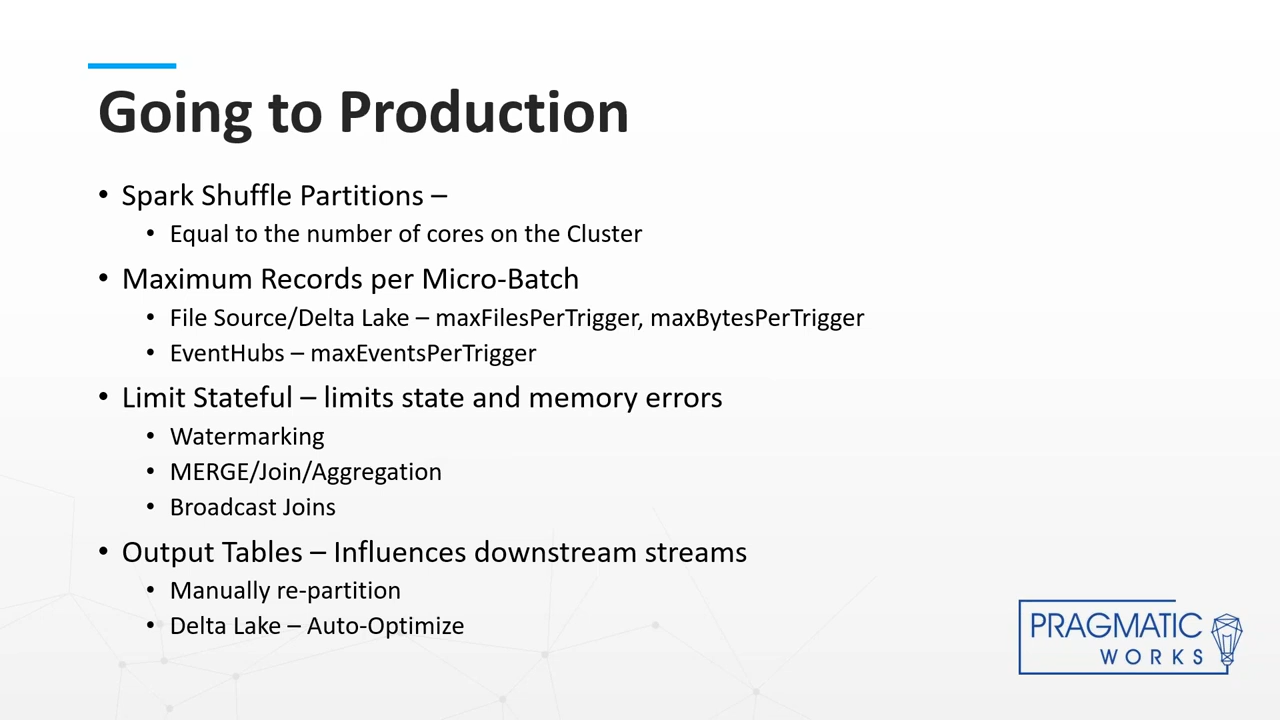 Going to Production
• Spark Shuffle Partitions –
• Equal to the number of cores on the Cluster
• Maximum Records per Micro-Batch
• File Source/Delta Lake – maxFilesPerTrigger, maxBytesPerTrigger
• EventHubs – maxEventsPerTrigger
• Limit Stateful – limits state and memory errors
• Watermarking
• MERGE/Join/Aggregation
• Broadcast Joins
• Output Tables – Influences downstream streams
• Manually re-partition
• Delta Lake – Auto-Optimize
PRAGMATIC
WORKS